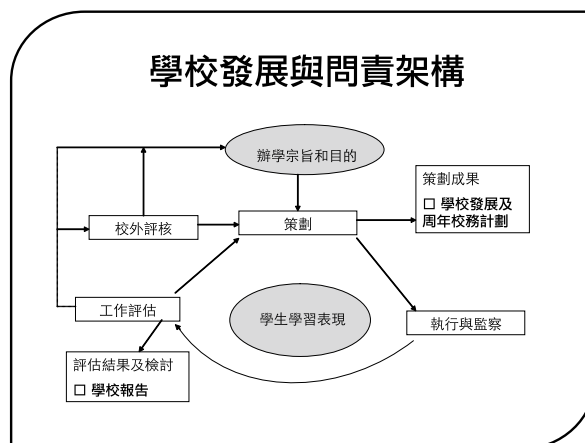 學校發展與問責架構
辦學宗旨和目的
策劃成果
□ 學校發展及
周年校務計劃
校外評核
策劃
工作評估
學生學習表現
執行與監察
評估結果及檢討
□ 學校報告